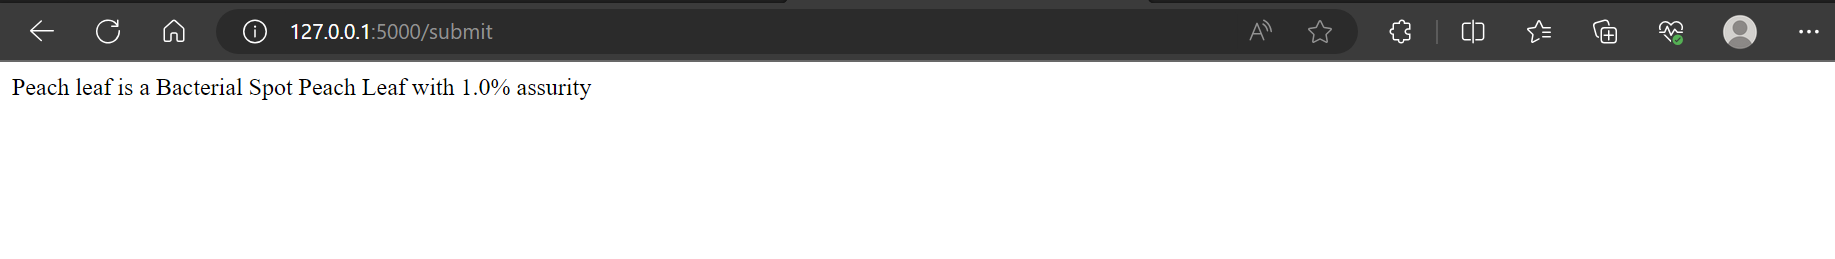 127.0.0.1:5000/submit
Peach leaf is a Bacterial Spot Peach Leaf with 1.0% assurity